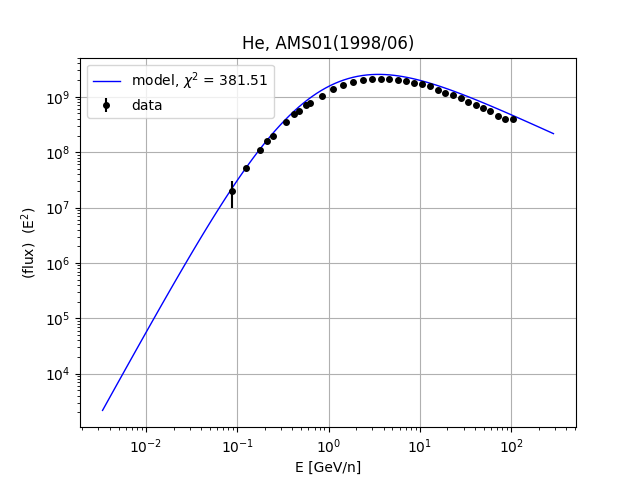 He, AMS01(1998/06)
model, χ² = 381.51
data
(flux) (E²)
10⁹
10⁸
10⁷
10⁶
10⁵
10⁴
10⁻² 10⁻¹ 10⁰ 10¹ 10²
E [GeV/n]